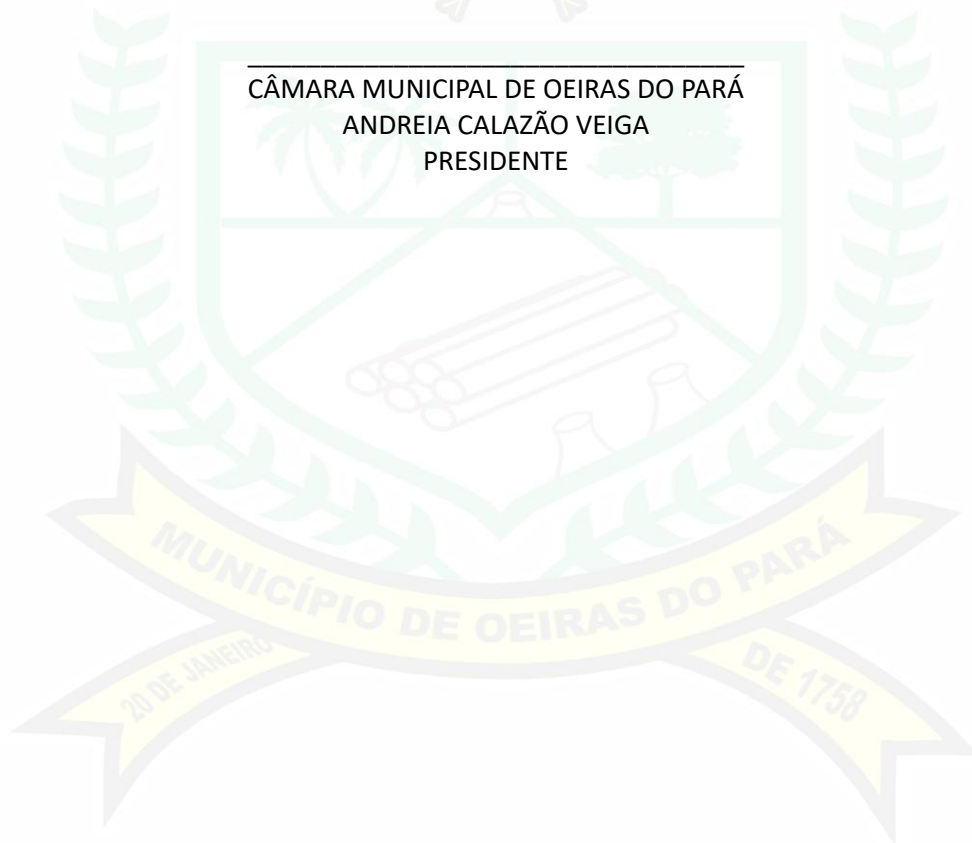 CÂMARA MUNICIPAL DE OEIRAS DO PARÁ
ANDREIA CALAZÃO VEIGA
PRESIDENTE
MUNICÍPIO DE OEIRAS DO PARÁ
20 DE JANEIRO
DE 1758